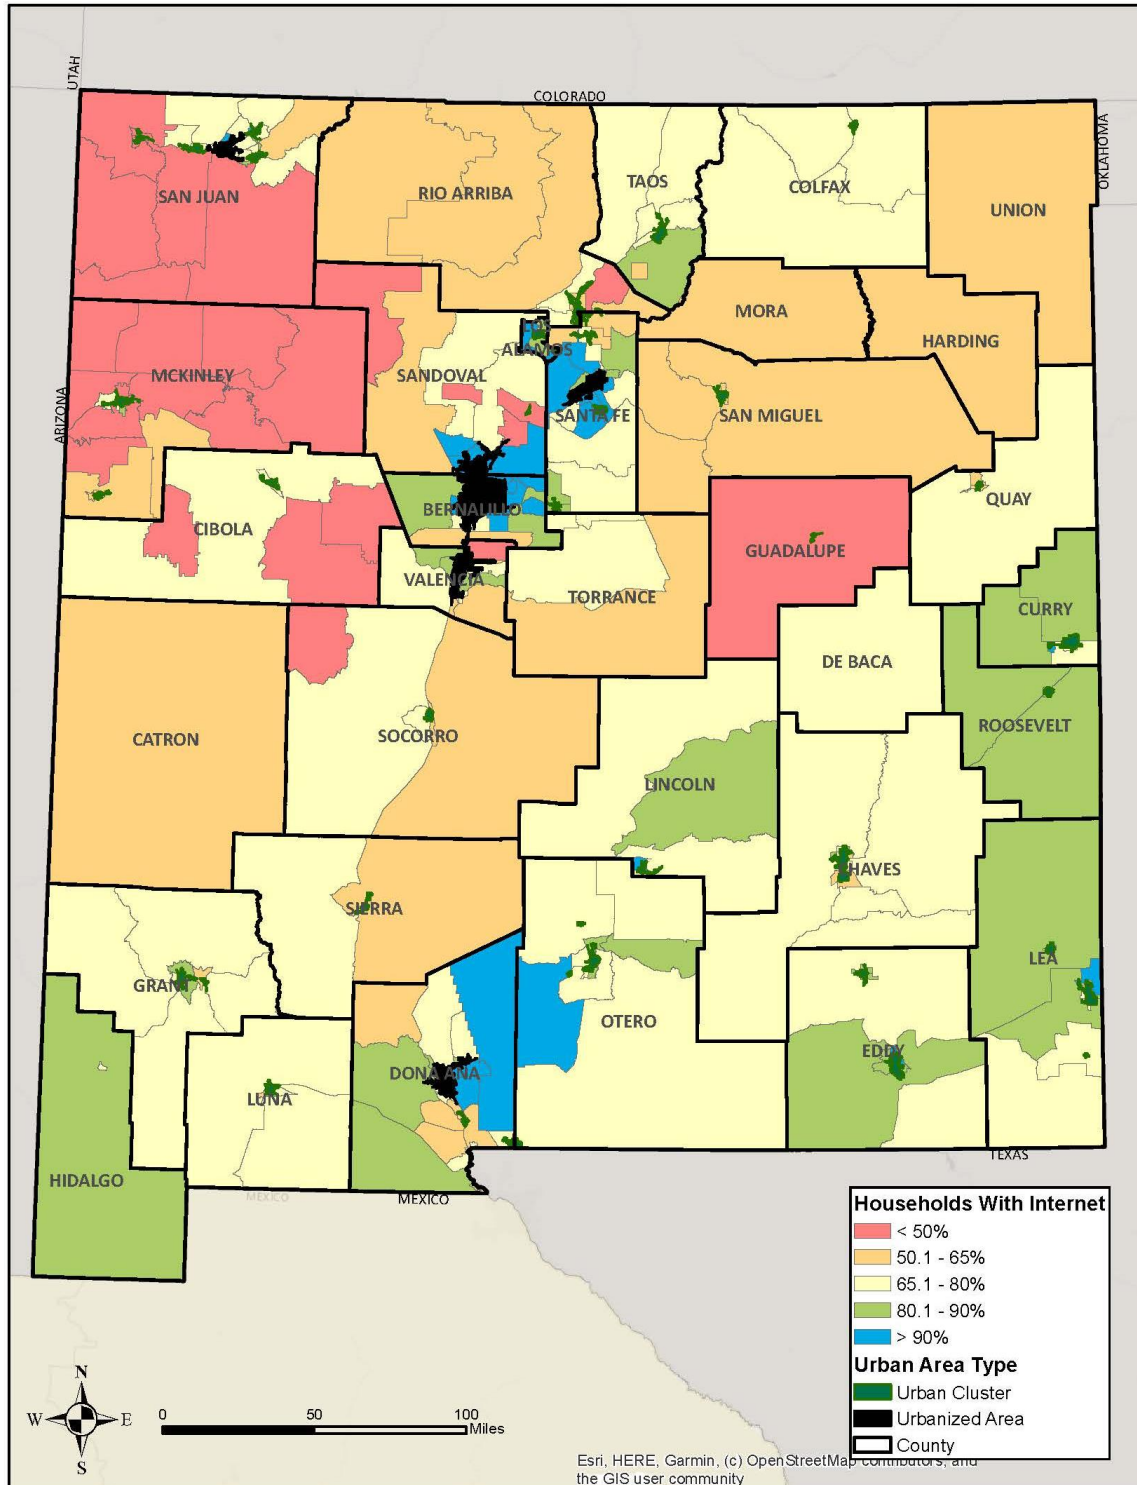 UTAH
COLORADO
OKLAHOMA
SAN JUAN
RIO ARRIBA
TAOS
COLFAX
UNION
MORA
HARDING
LOS
ALAMOS
MCKINLEY
SANDOVAL
ARIZONA
SANTA FE
SAN MIGUEL
QUAY
CIBOLA
BERNALILLO
GUADALUPE
VALENCIA
TORRANCE
CURRY
DE BACA
CATRON
SOCORRO
ROOSEVELT
LINCOLN
CHAVES
SIERRA
GRANT
LEA
OTERO
EDDY
DONA ANA
LUNA
HIDALGO
TEXAS
MEXICO
MEXICO
Households With Internet
< 50%
50.1 - 65%
65.1 - 80%
80.1 - 90%
> 90%
Urban Area Type
Urban Cluster
Urbanized Area
County
N
W E
S
0 50 100
Miles
Esri, HERE, Garmin, (c) OpenStreetMap contributors, and
the GIS user community